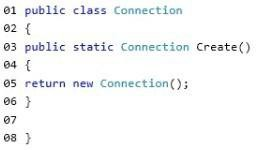 01 public class Connection
02 {
03 public static Connection Create()
04 {
05 return new Connection();
06 }
07
08 }